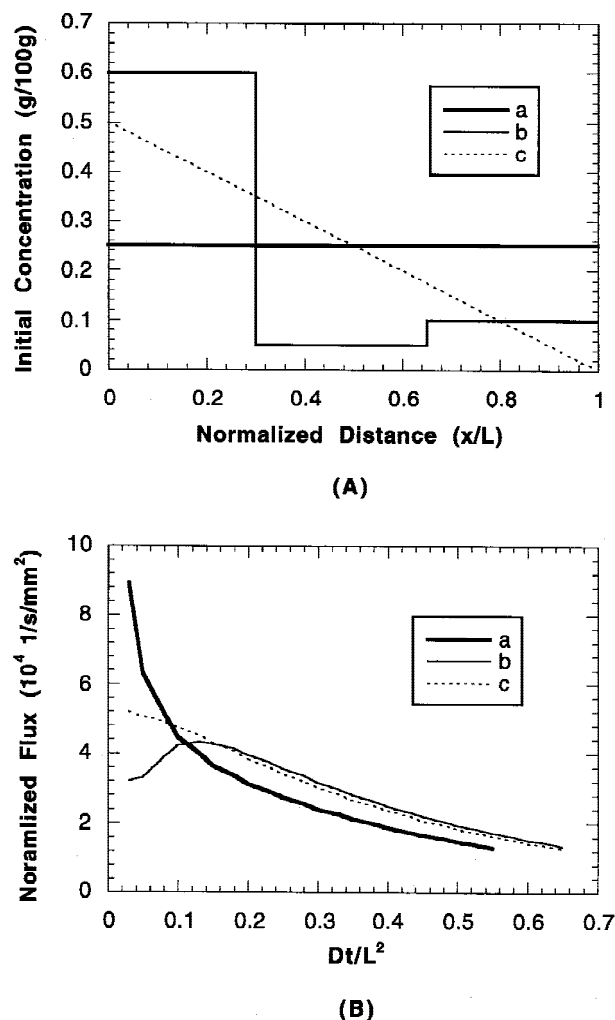 0.7
0.6
0.5
0.4
0.3
0.2
0.1
0
Initial Concentration (g/100g)
a
b
c
0 0.2 0.4 0.6 0.8 1
Normalized Distance (x/L)
(A)
10
8
6
4
2
0
Noramlized Flux (10⁴ 1/s/mm²)
a
b
c
0 0.1 0.2 0.3 0.4 0.5 0.6 0.7
Dt/L²
(B)